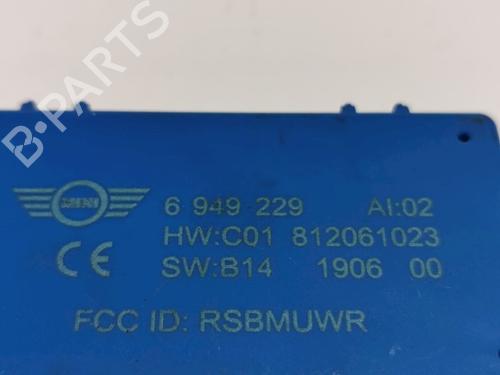 B-PARTS
MINI
6 949 229 AI:02
HW:C01 812061023
CE SW:B14 1906 00
FCC ID: RSBMUWR